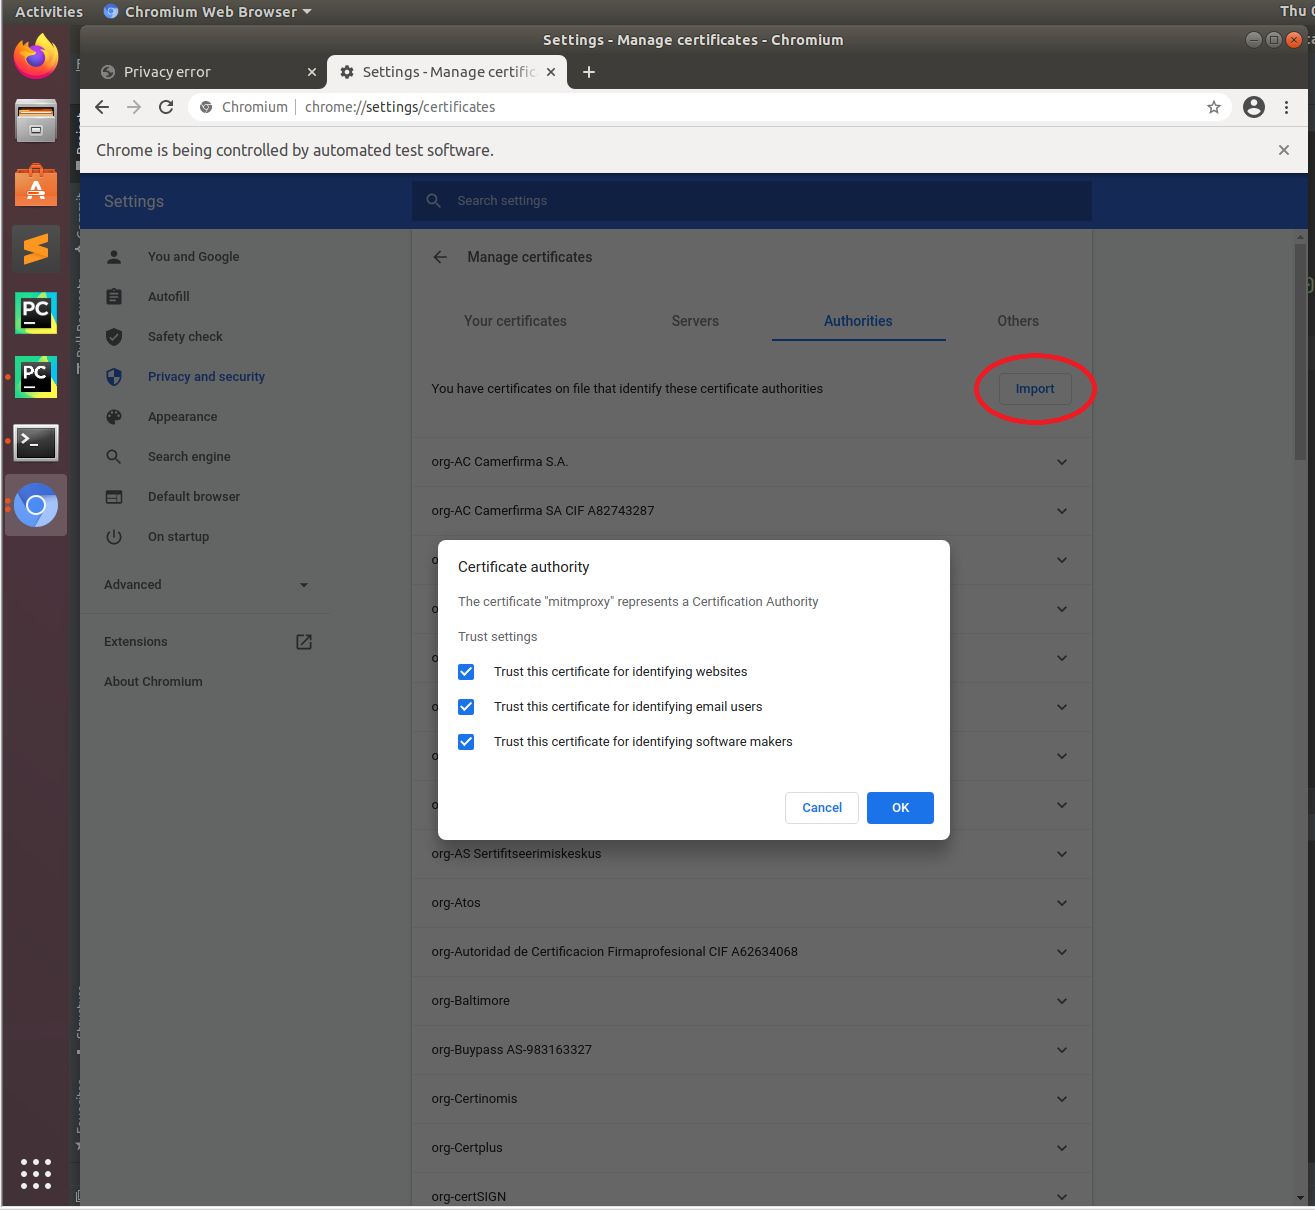 Activities
Chromium Web Browser
Thu
Settings - Manage certificates - Chromium
Privacy error
Settings - Manage certific
Chromium
chrome://settings/certificates
Chrome is being controlled by automated test software.
Settings
Search settings
You and Google
Autofill
Safety check
Privacy and security
Appearance
Search engine
Default browser
On startup
Advanced
Extensions
About Chromium
Manage certificates
Your certificates
Servers
Authorities
Others
You have certificates on file that identify these certificate authorities
Import
org-AC Camerfirma S.A.
org-AC Camerfirma SA CIF A82743287
Certificate authority
The certificate "mitmproxy" represents a Certification Authority
Trust settings
Trust this certificate for identifying websites
Trust this certificate for identifying email users
Trust this certificate for identifying software makers
Cancel
OK
org-AS Sertifitseerimiskeskus
org-Atos
org-Autoridad de Certificacion Firmaprofesional CIF A62634068
org-Baltimore
org-Buypass AS-983163327
org-Certinomis
org-Certplus
org-certSIGN
PC
PC